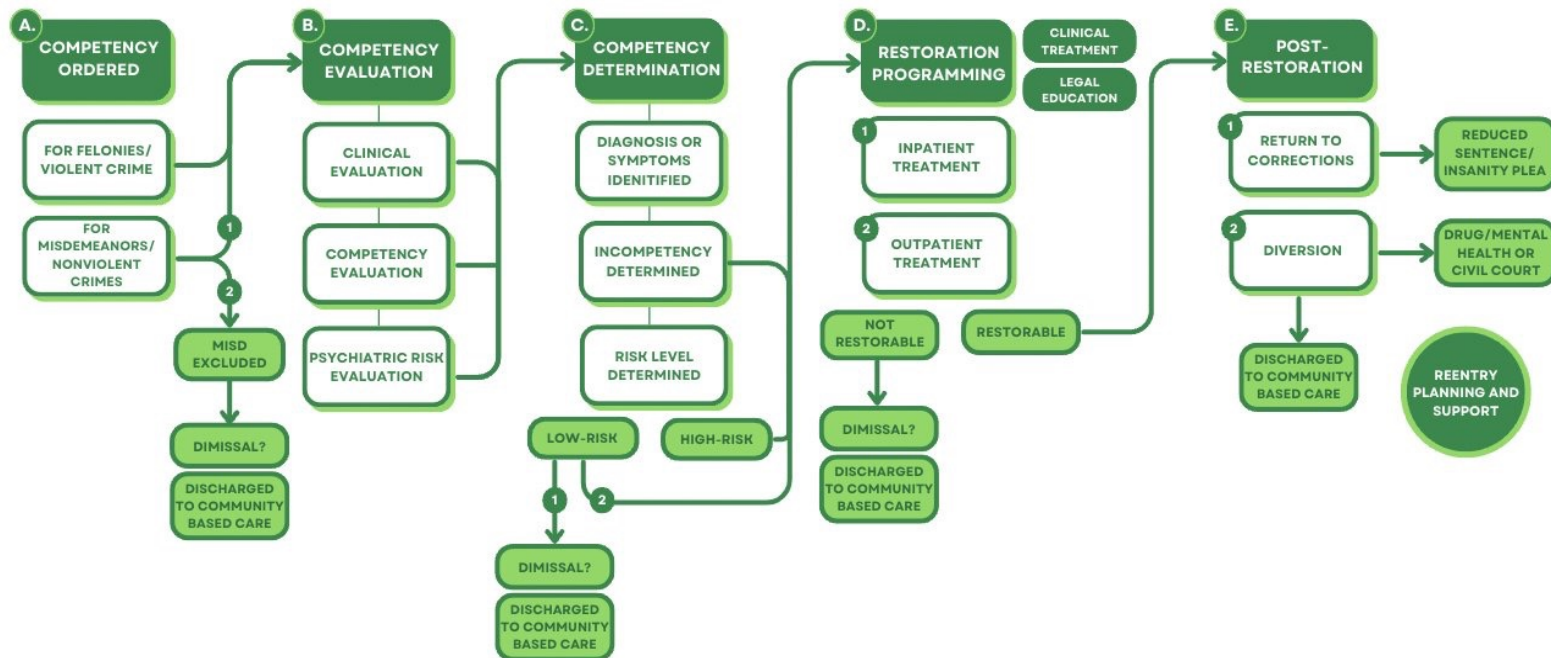 A.
COMPETENCY
ORDERED
FOR FELONIES/
VIOLENT CRIME
FOR
MISDEMEANORS/
NONVIOLENT
CRIMES
1
2
MISD
EXCLUDED
DIMISSAL?
DISCHARGED
TO COMMUNITY
BASED CARE
B.
COMPETENCY
EVALUATION
CLINICAL
EVALUATION
COMPETENCY
EVALUATION
PSYCHIATRIC RISK
EVALUATION
C.
COMPETENCY
DETERMINATION
DIAGNOSIS OR
SYMPTOMS
IDENITIFIED
INCOMPETENCY
DETERMINED
RISK LEVEL
DETERMINED
LOW-RISK
HIGH-RISK
1
2
DIMISSAL?
DISCHARGED
TO COMMUNITY
BASED CARE
D.
RESTORATION
PROGRAMMING
CLINICAL
TREATMENT
LEGAL
EDUCATION
1
INPATIENT
TREATMENT
2
OUTPATIENT
TREATMENT
NOT
RESTORABLE
RESTORABLE
DIMISSAL?
DISCHARGED
TO COMMUNITY
BASED CARE
E.
POST-
RESTORATION
1
RETURN TO
CORRECTIONS
REDUCED
SENTENCE/
INSANITY PLEA
2
DIVERSION
DRUG/MENTAL
HEALTH OR
CIVIL COURT
DISCHARGED
TO COMMUNITY
BASED CARE
REENTRY
PLANNING AND
SUPPORT